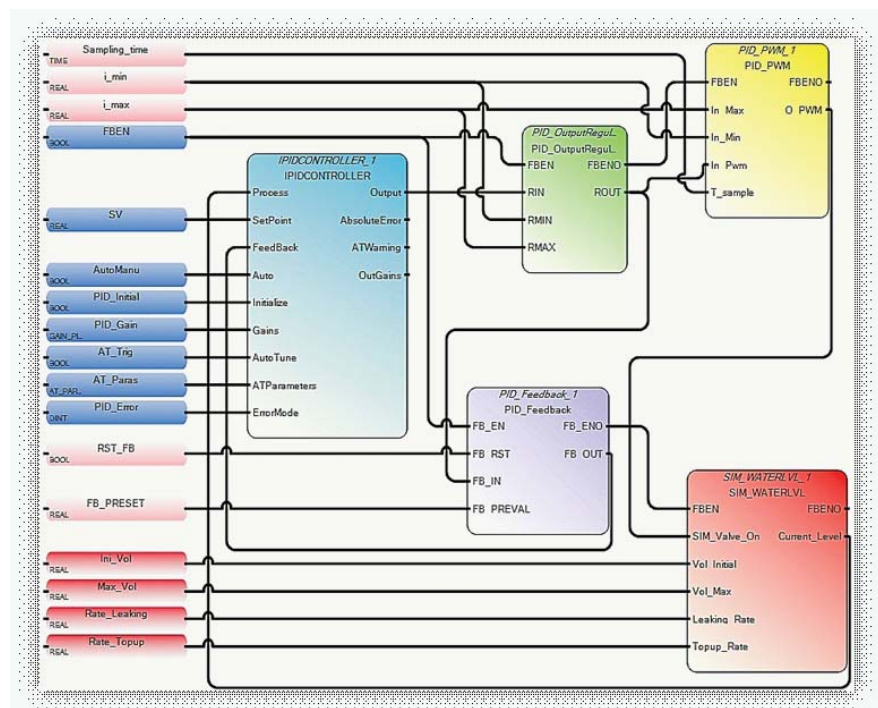 Sampling_time
TIME
i_min
REAL
i_max
REAL
FBEN
BOOL
SV
REAL
AutoManu
BOOL
PID_Initial
BOOL
PID_Gain
GAIN_PI..
AT_Trig
BOOL
AT_Paras
AT_PAR..
PID_Error
DINT
RST_FB
BOOL
FB_PRESET
REAL
Ini_Vol
REAL
Max_Vol
REAL
Rate_Leaking
REAL
Rate_Topup
REAL
IPIDCONTROLLER_1
IPIDCONTROLLER
Process Output
SetPoint AbsoluteError
FeedBack ATWarning
Auto OutGains
Initialize
Gains
AutoTune
ATParameters
ErrorMode
PID_OutputRegul..
PID_OutputRegul..
FBEN FBENO
RIN ROUT
RMIN
RMAX
PID_PWM_1
PID_PWM
FBEN FBENO
In_Max O_PWM
In_Min
In_Pwm
T_sample
PID_Feedback_1
PID_Feedback
FB_EN FB_ENO
FB_RST FB_OUT
FB_IN
FB_PREVAL
SIM_WATERLVL_1
SIM_WATERLVL
FBEN FBENO
SIM_Valve_On Current_Level
Vol_Initial
Vol_Max
Leaking_Rate
Topup_Rate